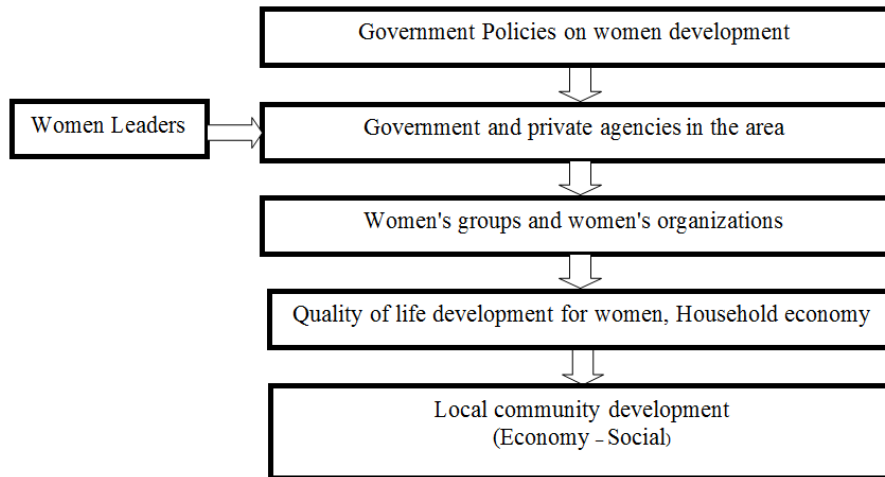 Government Policies on women development
Women Leaders
Government and private agencies in the area
Women's groups and women's organizations
Quality of life development for women, Household economy
Local community development
(Economy – Social)